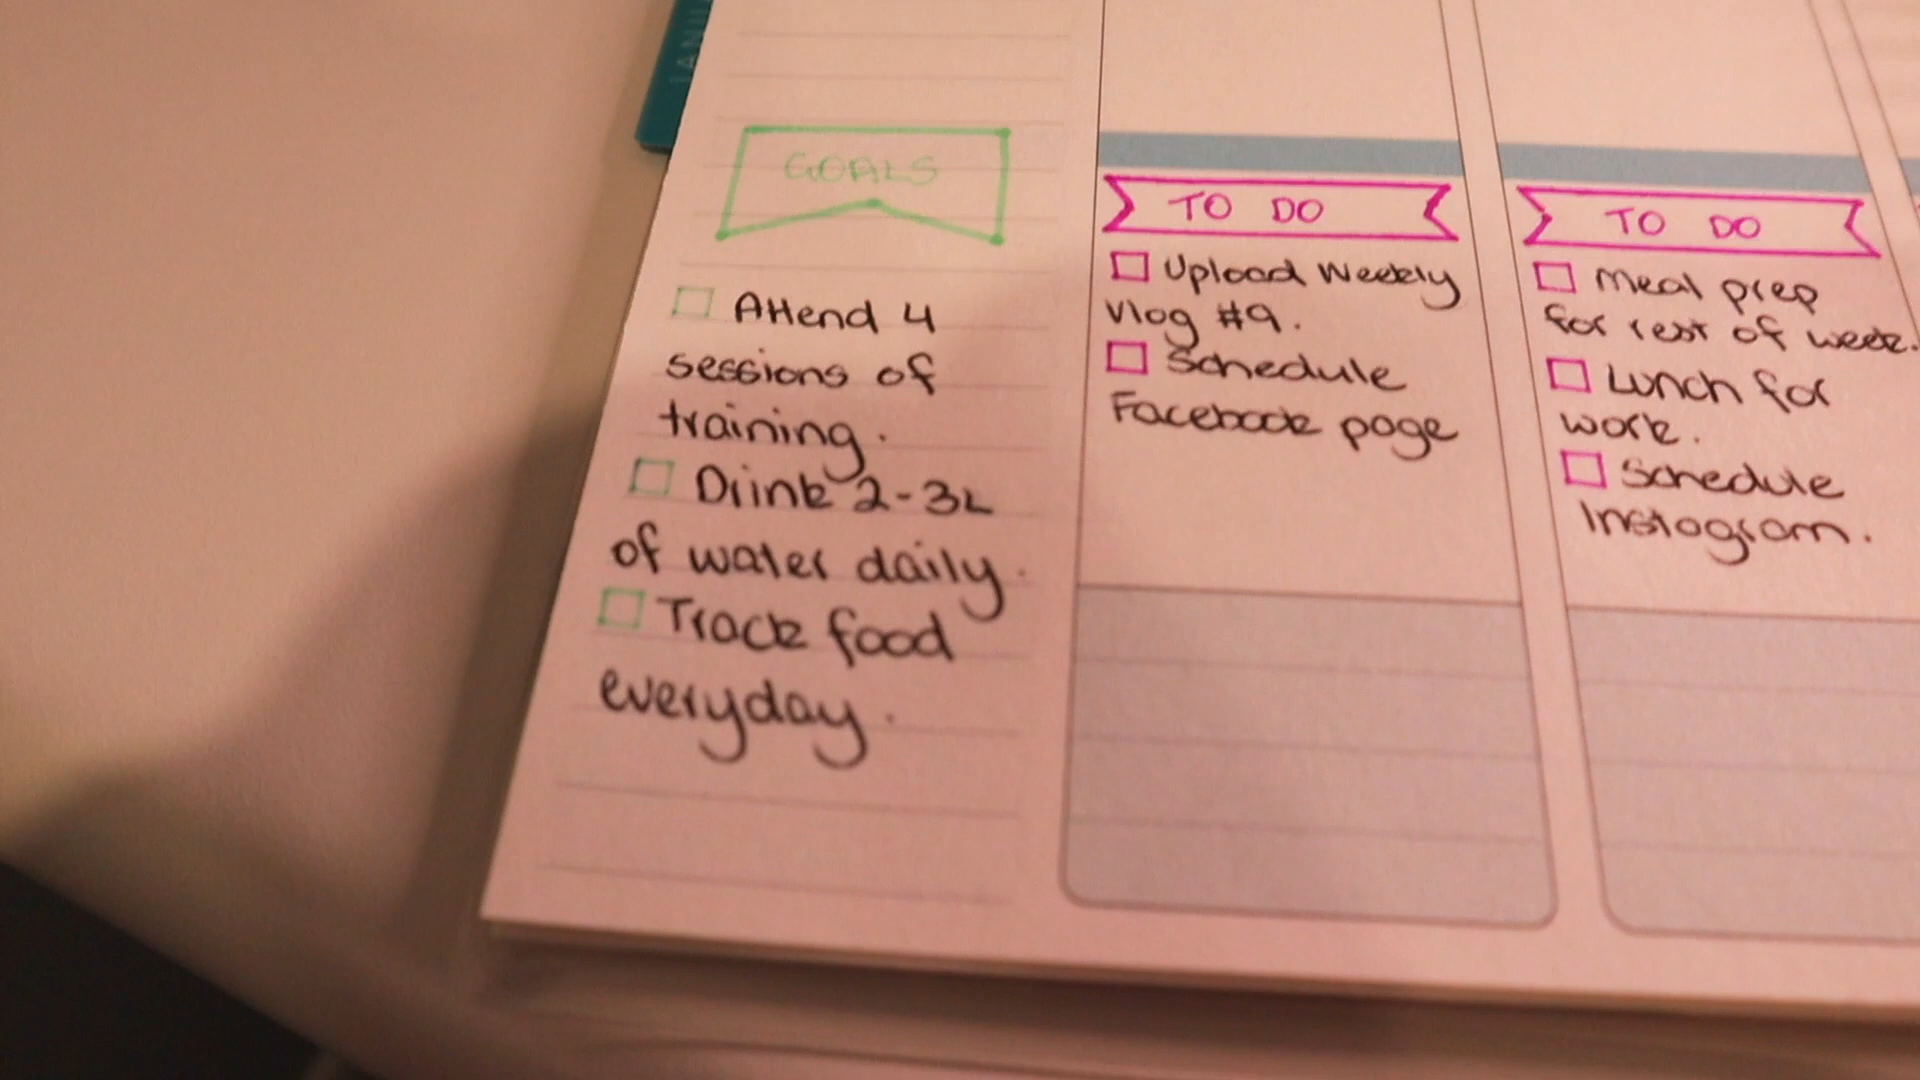 JANU
GOALS
Attend 4
sessions of
training.
Drink 2-3L
of water daily.
Track food
everyday.
TO DO
Upload Weekly
Vlog #9.
Schedule
Facebook page
TO DO
Meal prep
for rest of week.
Lunch for
work.
Schedule
Instagram.